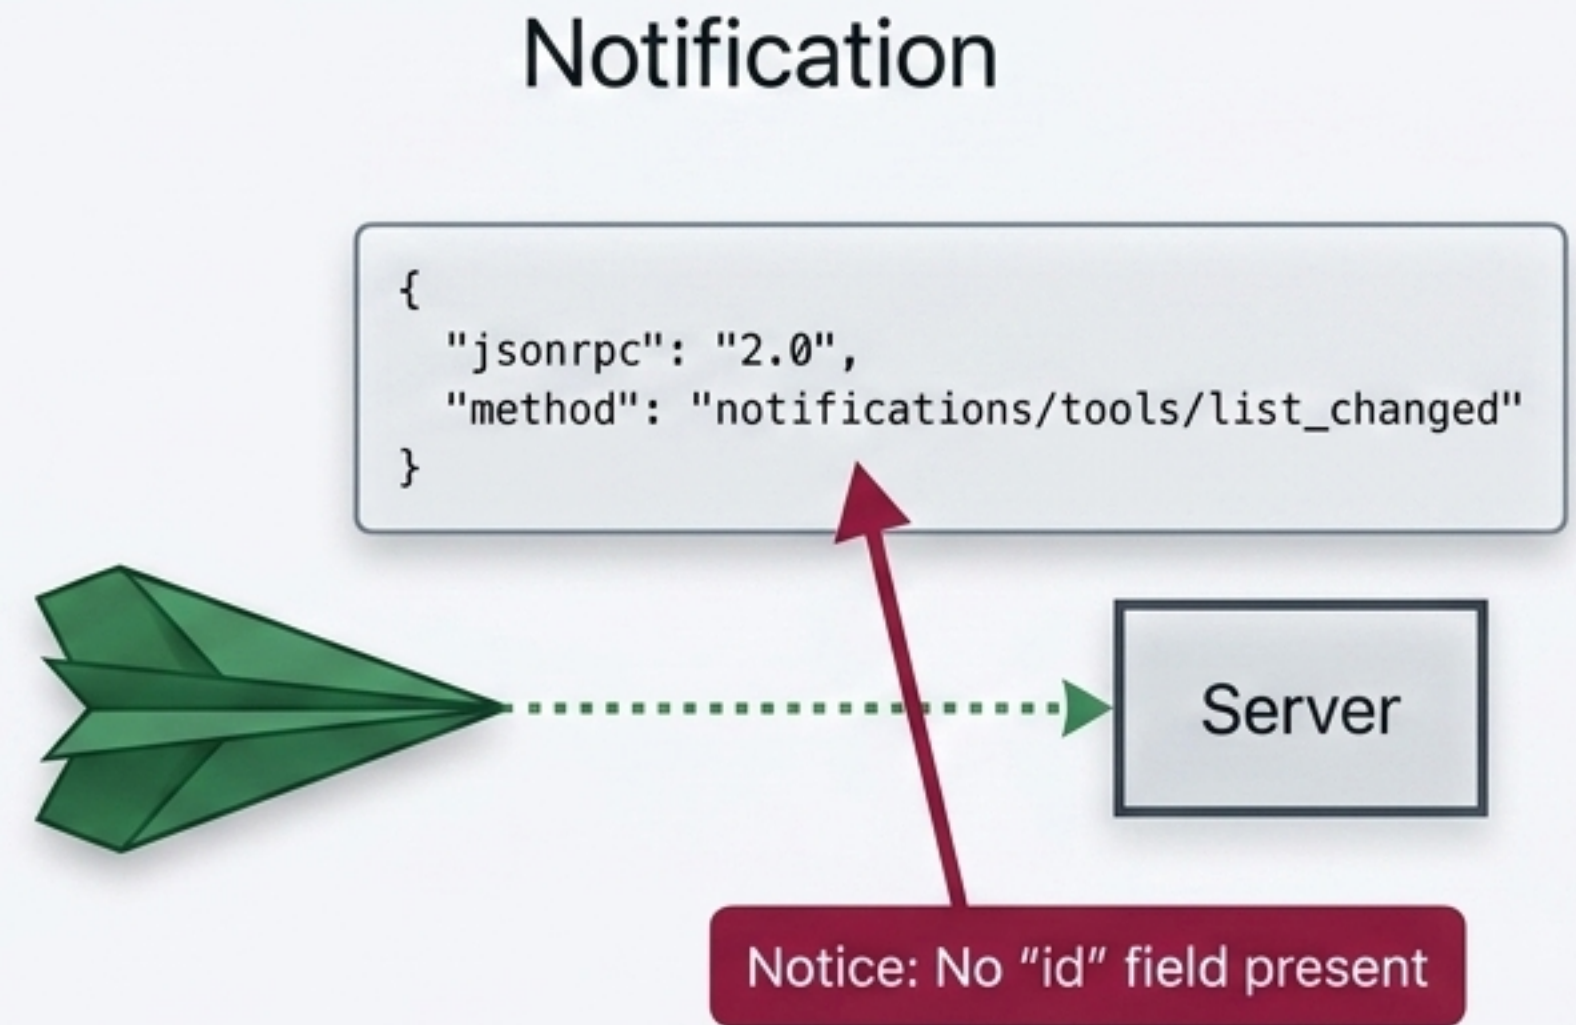 Notification
{
  "jsonrpc": "2.0",
  "method": "notifications/tools/list_changed"
}
Server
Notice: No “id” field present